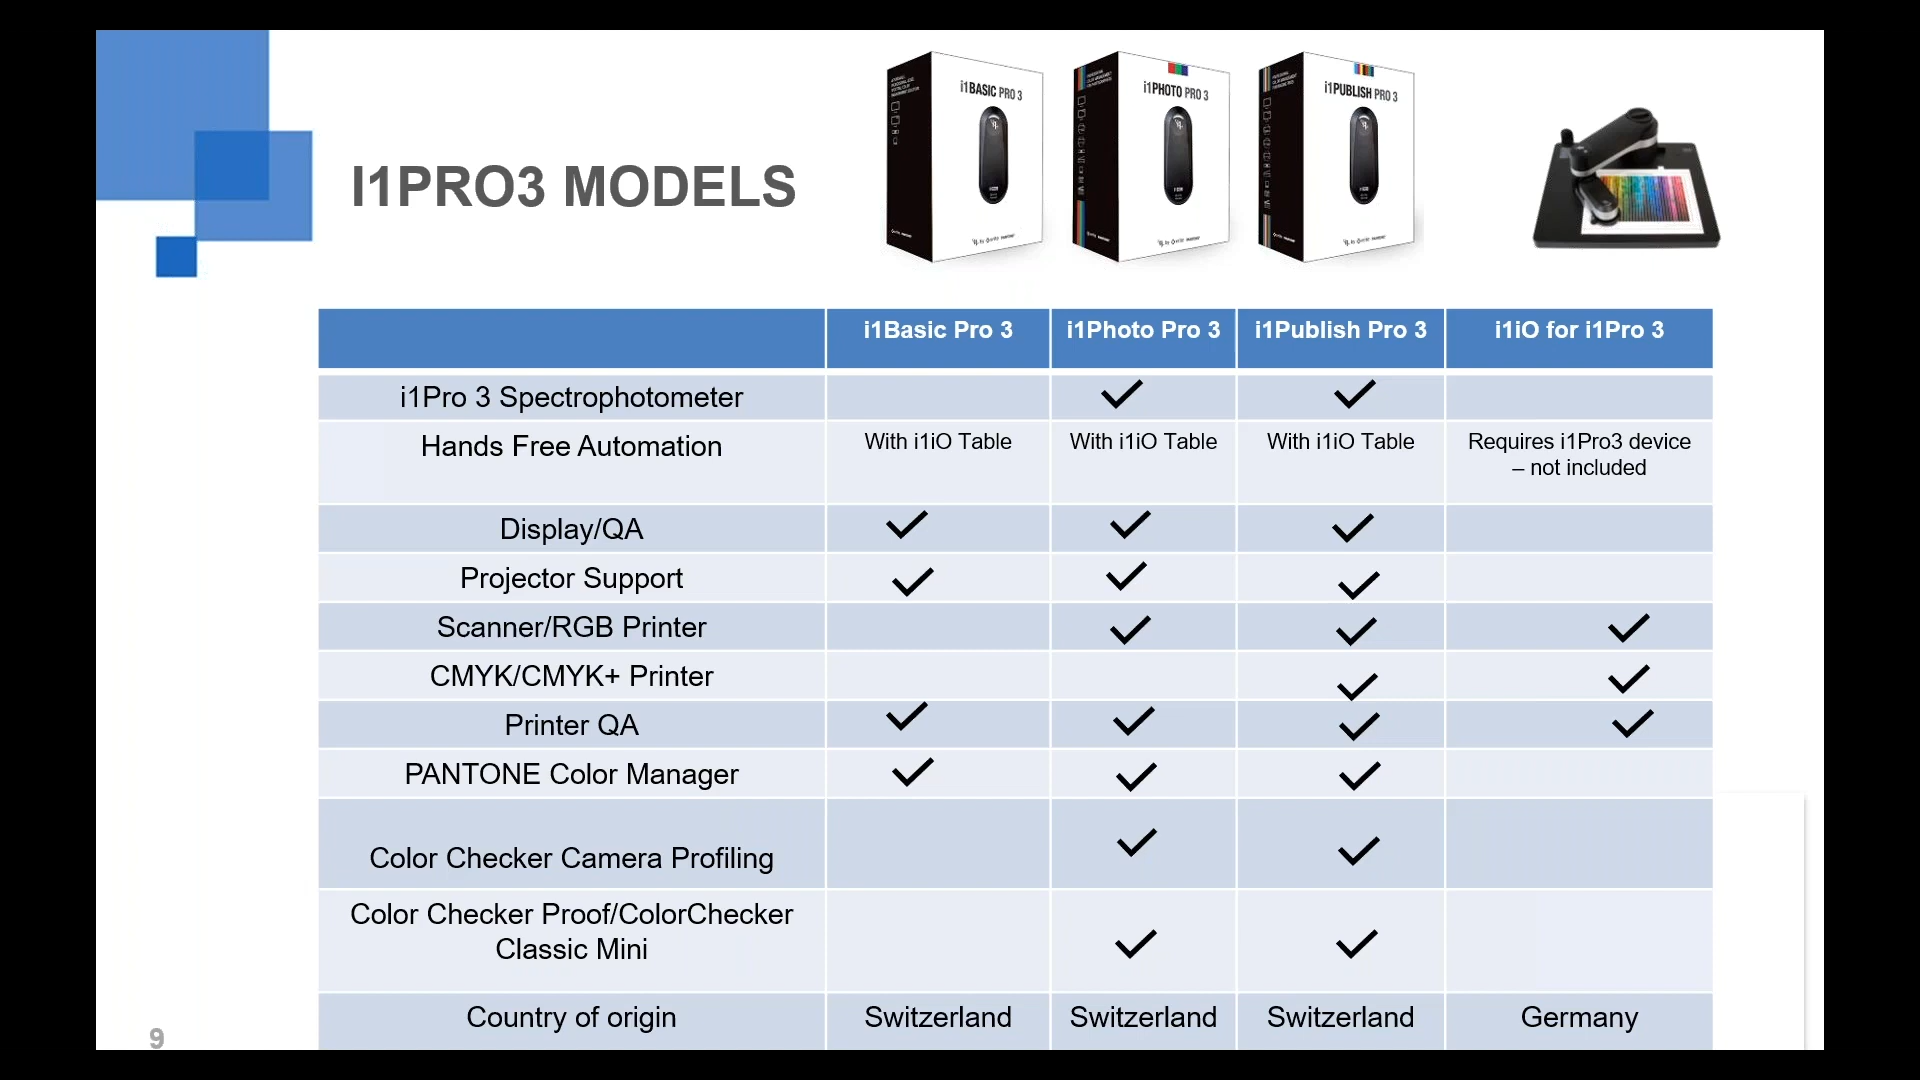 i1BASIC PRO 3
i1PHOTO PRO 3
i1PUBLISH PRO 3
I1PRO3 MODELS
i1Basic Pro 3 i1Photo Pro 3 i1Publish Pro 3 i1iO for i1Pro 3
i1Pro 3 Spectrophotometer
Hands Free Automation With i1iO Table With i1iO Table With i1iO Table Requires i1Pro3 device
– not included
Display/QA
Projector Support
Scanner/RGB Printer
CMYK/CMYK+ Printer
Printer QA
PANTONE Color Manager
Color Checker Camera Profiling
Color Checker Proof/ColorChecker
Classic Mini
Country of origin Switzerland Switzerland Switzerland Germany
9